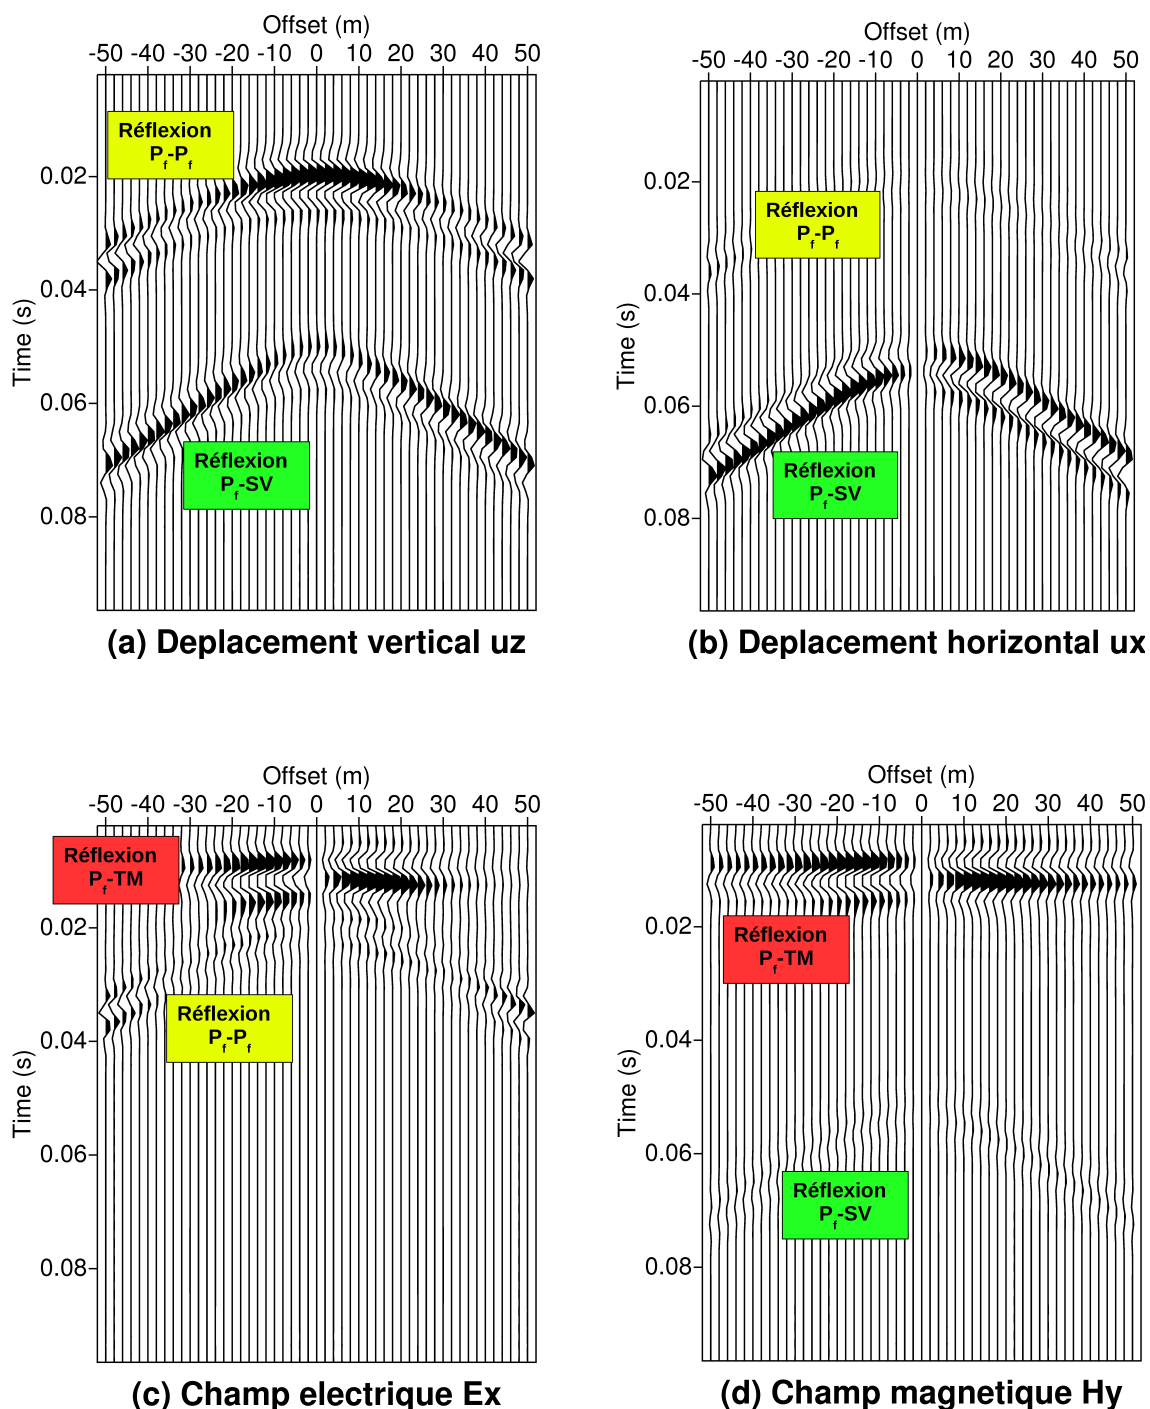 Offset (m)
-50 -40 -30 -20 -10 0 10 20 30 40 50
Réflexion
Pf-Pf
0.02
0.04
0.06
0.08
Time (s)
Réflexion
Pf-SV
(a) Deplacement vertical uz
Offset (m)
-50 -40 -30 -20 -10 0 10 20 30 40 50
0.02
Réflexion
Pf-Pf
0.04
0.06
0.08
Time (s)
Réflexion
Pf-SV
(b) Deplacement horizontal ux
Offset (m)
-50 -40 -30 -20 -10 0 10 20 30 40 50
Réflexion
Pf-TM
0.02
Réflexion
Pf-Pf
0.04
0.06
0.08
Time (s)
(c) Champ electrique Ex
Offset (m)
-50 -40 -30 -20 -10 0 10 20 30 40 50
0.02
Réflexion
Pf-TM
0.04
0.06
0.08
Time (s)
Réflexion
Pf-SV
(d) Champ magnetique Hy